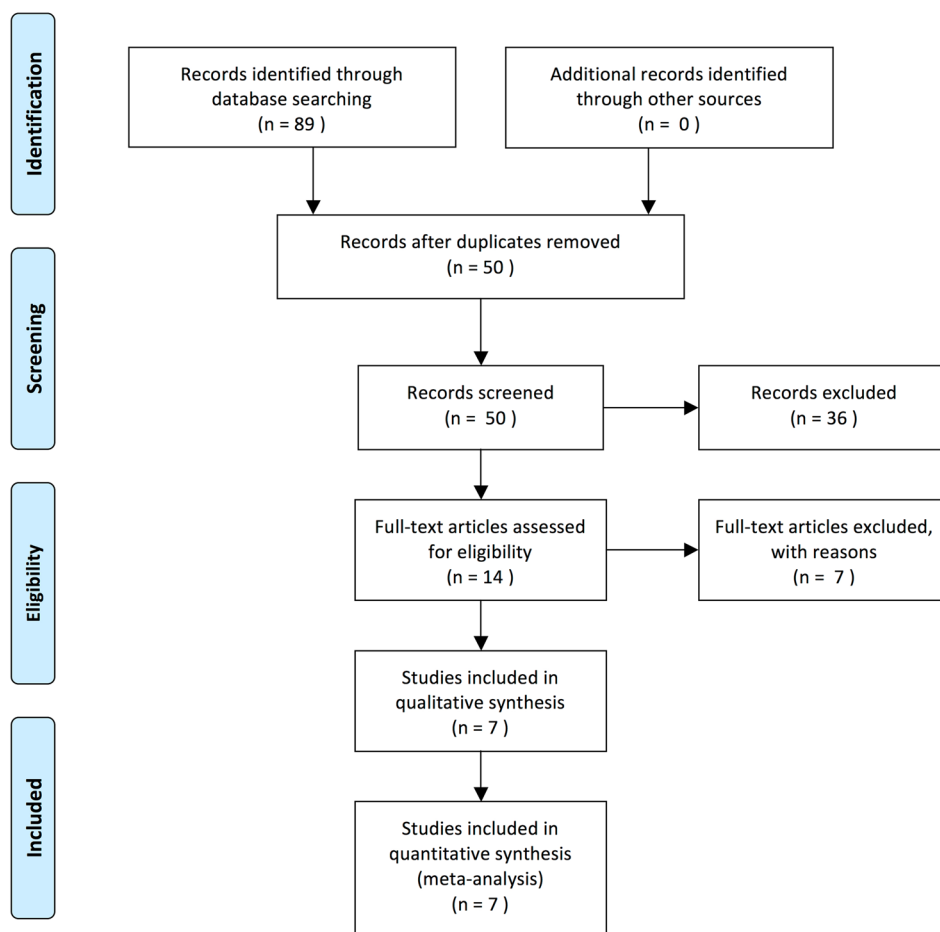 Identification
Records identified through
database searching
(n = 89 )
Additional records identified
through other sources
(n =  0 )
Records after duplicates removed
(n = 50 )
Screening
Records screened
(n =  50 )
Records excluded
(n = 36 )
Eligibility
Full-text articles assessed
for eligibility
(n = 14 )
Full-text articles excluded,
with reasons
(n =  7 )
Studies included in
qualitative synthesis
(n = 7 )
Included
Studies included in
quantitative synthesis
(meta-analysis)
(n = 7 )